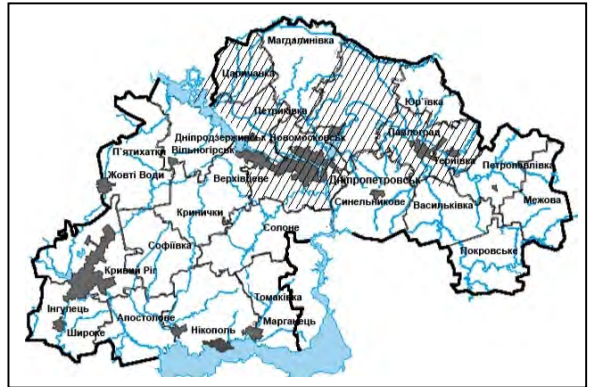 Магдалинівка
Царичанка
Юр'ївка
Петриківка
Дніпродзержинськ
Новомосковськ
Павлоград
П'ятихатки
Вільногірськ
Тернівка
Петропавлівка
Жовті Води
Верхівцеве
Дніпропетровськ
Синельникове
Васильківка
Межова
Кринички
Софіївка
Солоне
Покровське
Кривий Ріг
Інгулець
Апостолове
Томаківка
Широке
Нікополь
Марганець